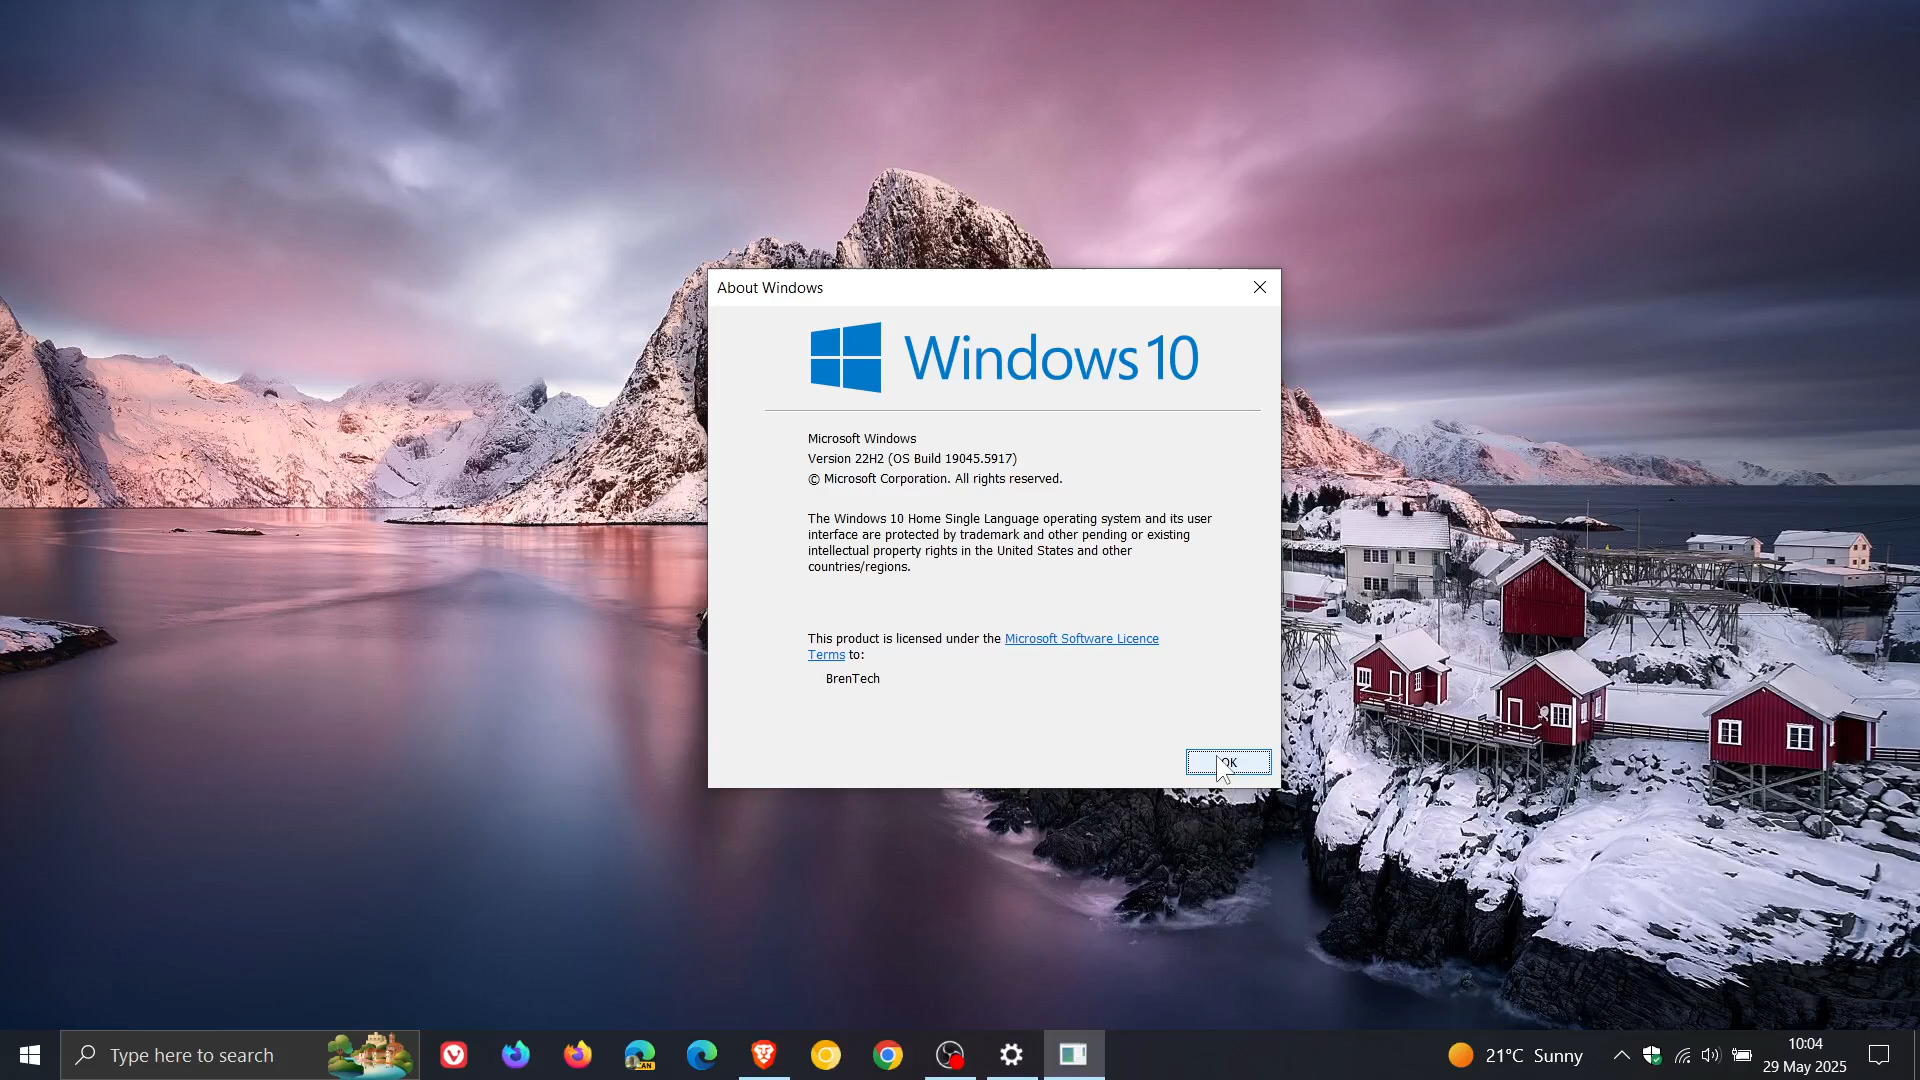 About Windows
Windows 10
Microsoft Windows
Version 22H2 (OS Build 19045.5917)
© Microsoft Corporation. All rights reserved.
The Windows 10 Home Single Language operating system and its user
interface are protected by trademark and other pending or existing
intellectual property rights in the United States and other
countries/regions.
This product is licensed under the Microsoft Software Licence
Terms to:
BrenTech
OK
Type here to search
CAN
21°C Sunny
10:04
29 May 2025